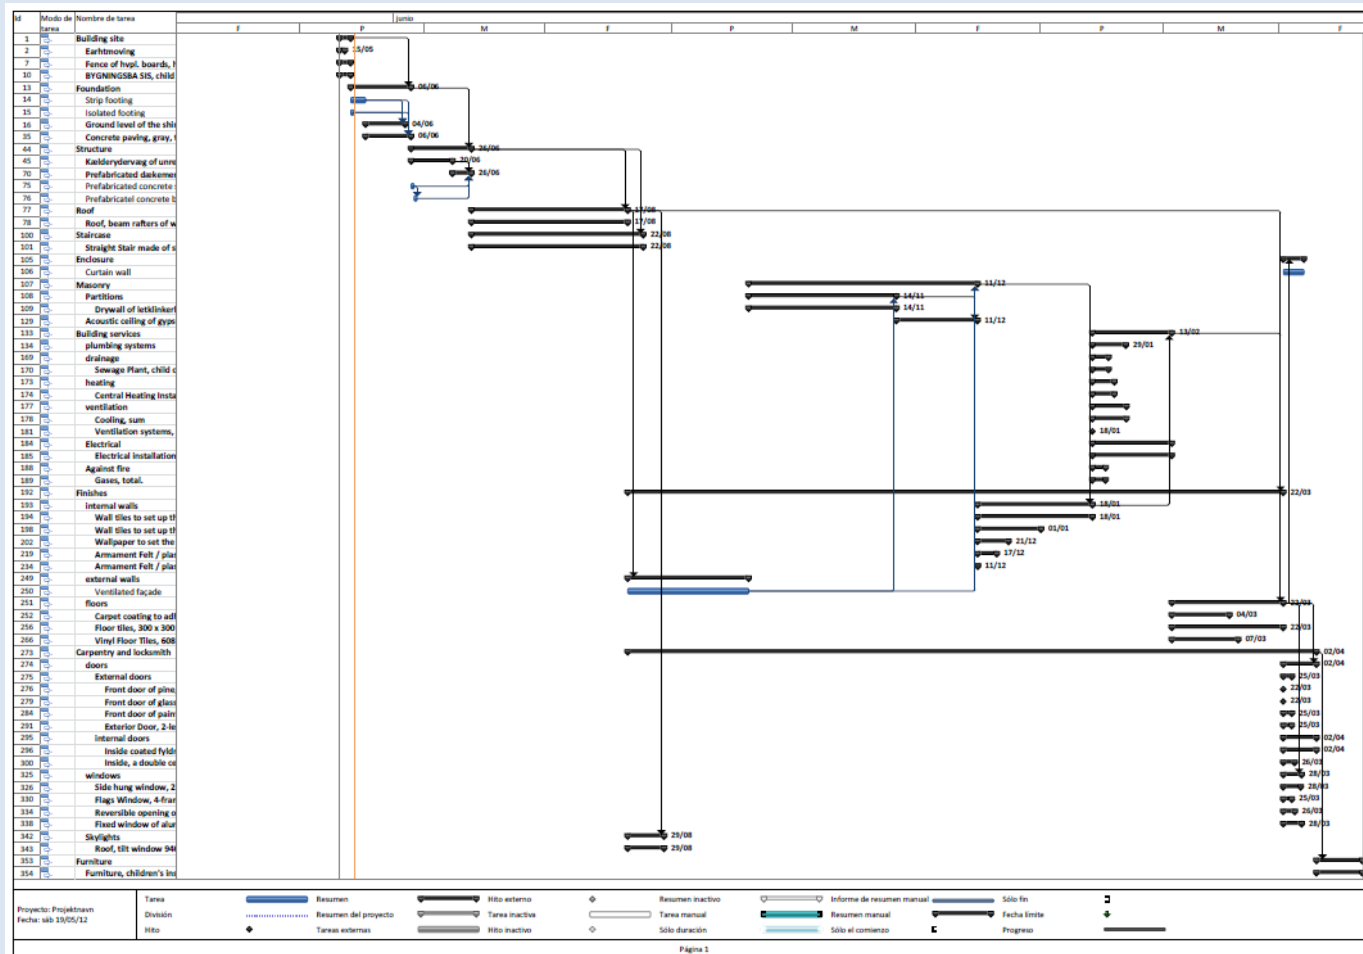 Id Modo de tarea Nombre de tarea
junio
F P M F P M F P M F
1 Building site
2 Earhtmoving 15/05
7 Fence of hvpl. boards, h
10 BYGNINGSBA SIS, child
13 Foundation 06/06
14 Strip footing
15 Isolated footing
16 Ground level of the shi 04/06
35 Concrete paving, gray, 06/06
44 Structure 26/06
45 Kælderydervæg of unre 20/06
70 Prefabricated dækemen 26/06
75 Prefabricated concrete s
76 Prefabricatel concrete b
77 Roof 17/08
78 Roof, beam rafters of w 17/08
100 Staircase 22/08
101 Straight Stair made of s 22/08
105 Enclosure
106 Curtain wall
107 Masonry 11/12
108 Partitions 14/11
109 Drywall of letklinkerl 14/11
129 Acoustic ceiling of gyps 11/12
133 Building services 13/02
134 plumbing systems 29/01
169 drainage
170 Sewage Plant, child c
173 heating
174 Central Heating Insta
177 ventilation
178 Cooling, sum
181 Ventilation systems, 18/01
184 Electrical
185 Electrical installation
188 Against fire
189 Gases, total.
192 Finishes 22/03
193 internal walls 18/01
194 Wall tiles to set up th 18/01
198 Wall tiles to set up th 01/01
202 Wallpaper to set the 21/12
219 Armament Felt / plas 17/12
234 Armament Felt / plas 11/12
249 external walls
250 Ventilated façade
251 floors 22/03
252 Carpet coating to adl 04/03
256 Floor tiles, 300 x 300 22/03
266 Vinyl Floor Tiles, 608 07/03
273 Carpentry and locksmith 02/04
274 doors 02/04
275 External doors 25/03
276 Front door of pine, 22/03
279 Front door of glass 22/03
284 Front door of pain 25/03
291 Exterior Door, 2-le 25/03
295 internal doors 02/04
296 Inside coated fyldn 02/04
300 Inside, a double ce 26/03
325 windows 28/03
326 Side hung window, 2 28/03
330 Flags Window, 4-fran 25/03
334 Reversible opening o 26/03
338 Fixed window of alur 28/03
342 Skylights 29/08
343 Roof, tilt window 940 29/08
353 Furniture
354 Furniture, children's ins
Proyecto: Projektnavn
Fecha: sáb 19/05/12
Tarea Resumen Hito externo Resumen inactivo Informe de resumen manual Sólo fin
División Resumen del proyecto Tarea inactiva Tarea manual Resumen manual Fecha límite
Hito Tareas externas Hito inactivo Sólo duración Sólo el comienzo Progreso
Página 1